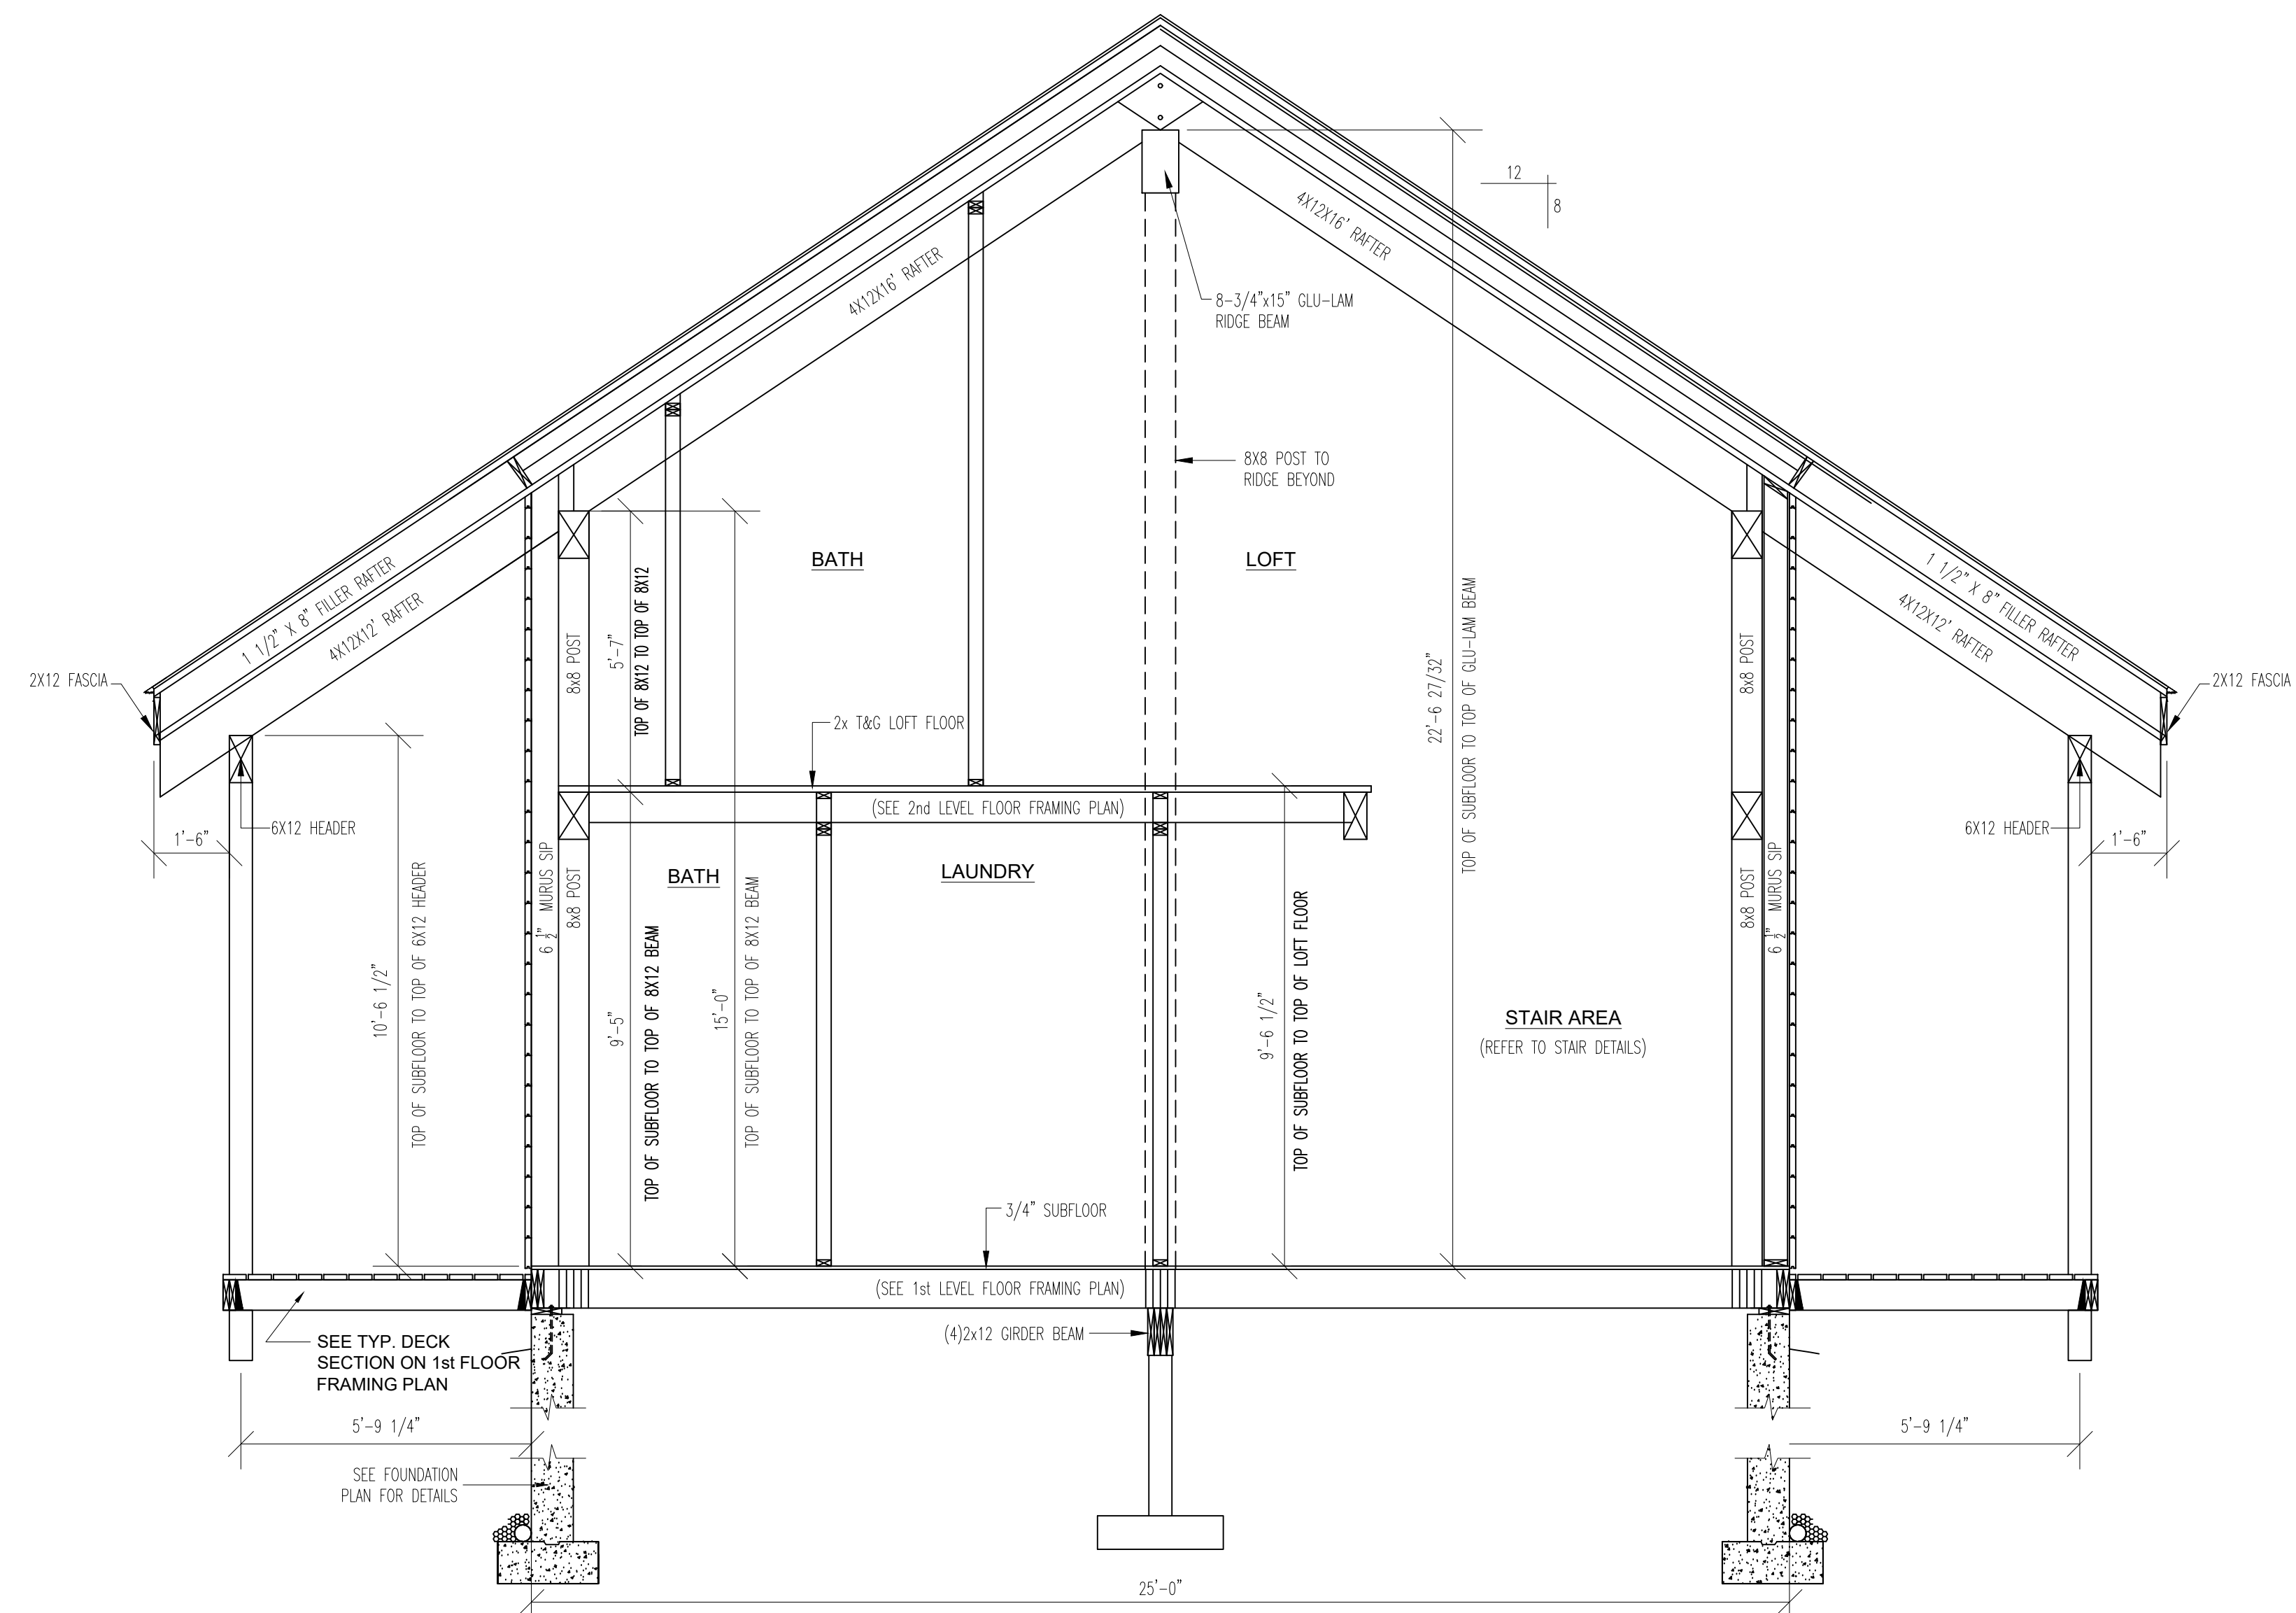 12
8
4X12X16' RAFTER
4X12X16' RAFTER
8-3/4"x15" GLU-LAM
RIDGE BEAM
8X8 POST TO
RIDGE BEYOND
BATH
LOFT
1 1/2" X 8" FILLER RAFTER
4X12X12' RAFTER
1 1/2" X 8" FILLER RAFTER
4X12X12' RAFTER
2X12 FASCIA
2X12 FASCIA
8x8 POST
5'-7"
TOP OF 8X12 TO TOP OF 8X12
22'-6 27/32"
TOP OF SUBFLOOR TO TOP OF GLU-LAM BEAM
8x8 POST
2x T&G LOFT FLOOR
(SEE 2nd LEVEL FLOOR FRAMING PLAN)
1'-6"
6X12 HEADER
6X12 HEADER
1'-6"
BATH
LAUNDRY
10'-6 1/2"
TOP OF SUBFLOOR TO TOP OF 6X12 HEADER
6 1/2" MURUS SIP
8x8 POST
9'-5"
TOP OF SUBFLOOR TO TOP OF 8X12 BEAM
15'-0"
TOP OF SUBFLOOR TO TOP OF 8X12 BEAM
9'-6 1/2"
TOP OF SUBFLOOR TO TOP OF LOFT FLOOR
8x8 POST
6 1/2" MURUS SIP
STAIR AREA
(REFER TO STAIR DETAILS)
3/4" SUBFLOOR
(SEE 1st LEVEL FLOOR FRAMING PLAN)
(4)2x12 GIRDER BEAM
SEE TYP. DECK
SECTION ON 1st FLOOR
FRAMING PLAN
5'-9 1/4"
5'-9 1/4"
SEE FOUNDATION
PLAN FOR DETAILS
25'-0"